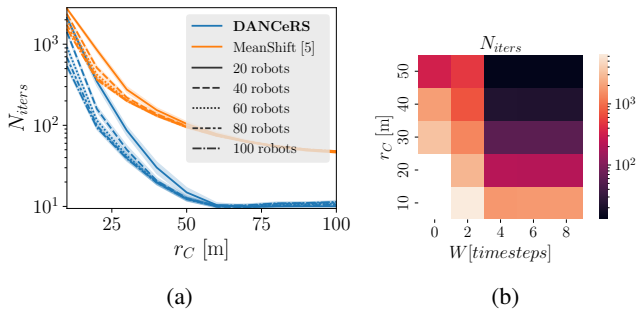 10³
10²
10¹
N_iters
25
50
75
100
r_C [m]
DANCeRS
MeanShift [5]
20 robots
40 robots
60 robots
80 robots
100 robots
(a)
N_iters
50
40
30
20
10
r_C [m]
0
2
4
6
8
W[timesteps]
10³
10²
(b)